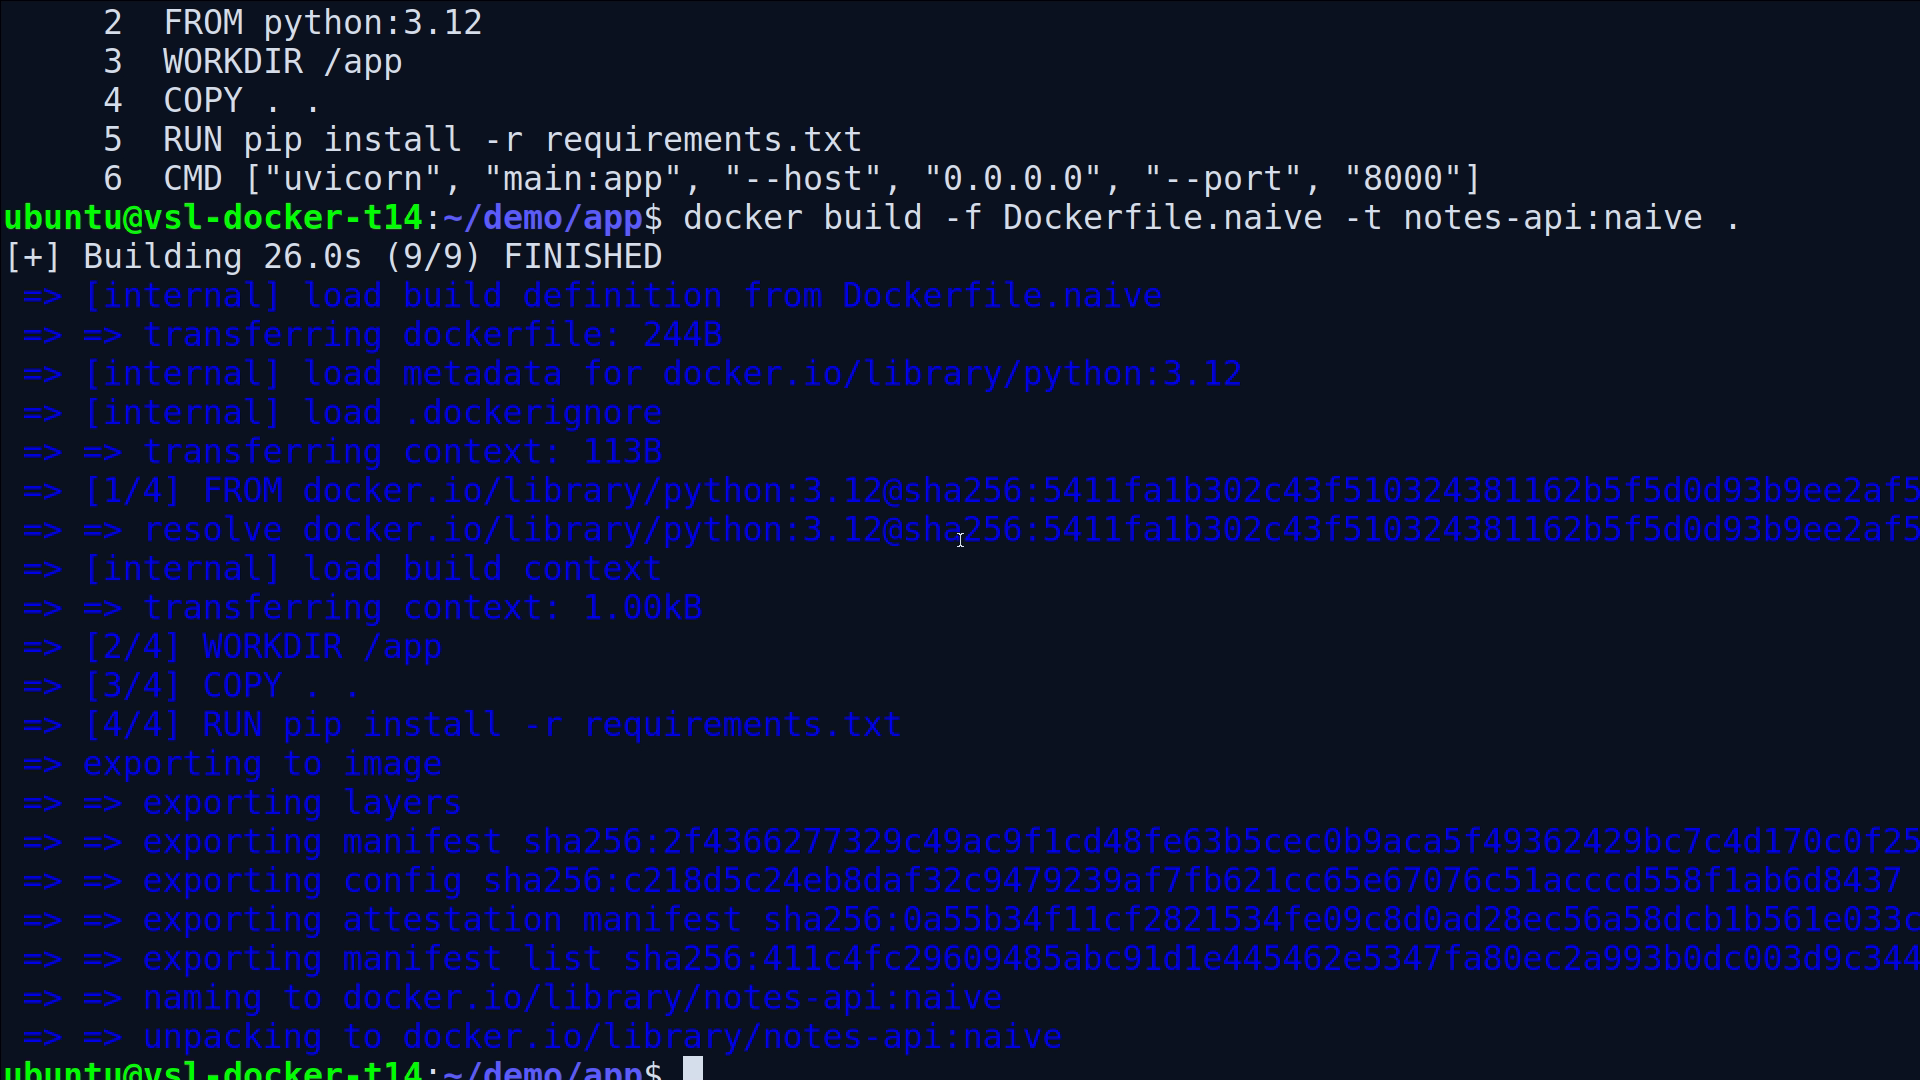 2  FROM python:3.12
3  WORKDIR /app
4  COPY . .
5  RUN pip install -r requirements.txt
6  CMD ["uvicorn", "main:app", "--host", "0.0.0.0", "--port", "8000"]
ubuntu@vsl-docker-t14:~/demo/app$ docker build -f Dockerfile.naive -t notes-api:naive .
[+] Building 26.0s (9/9) FINISHED
=> [internal] load build definition from Dockerfile.naive
=> => transferring dockerfile: 244B
=> [internal] load metadata for docker.io/library/python:3.12
=> [internal] load .dockerignore
=> => transferring context: 113B
=> [1/4] FROM docker.io/library/python:3.12@sha256:5411fa1b302c43f510324381162b5f5d0d93b9ee2af5
=> => resolve docker.io/library/python:3.12@sha256:5411fa1b302c43f510324381162b5f5d0d93b9ee2af5
=> [internal] load build context
=> => transferring context: 1.00kB
=> [2/4] WORKDIR /app
=> [3/4] COPY . .
=> [4/4] RUN pip install -r requirements.txt
=> exporting to image
=> => exporting layers
=> => exporting manifest sha256:2f4366277329c49ac9f1cd48fe63b5cec0b9aca5f49362429bc7c4d170c0f25
=> => exporting config sha256:c218d5c24eb8daf32c9479239af7fb621cc65e67076c51acccd558f1ab6d8437
=> => exporting attestation manifest sha256:0a55b34f11cf2821534fe09c8d0ad28ec56a58dcb1b561e033c
=> => exporting manifest list sha256:411c4fc29609485abc91d1e445462e5347fa80ec2a993b0dc003d9c344
=> => naming to docker.io/library/notes-api:naive
=> => unpacking to docker.io/library/notes-api:naive
ubuntu@vsl-docker-t14:~/demo/app$